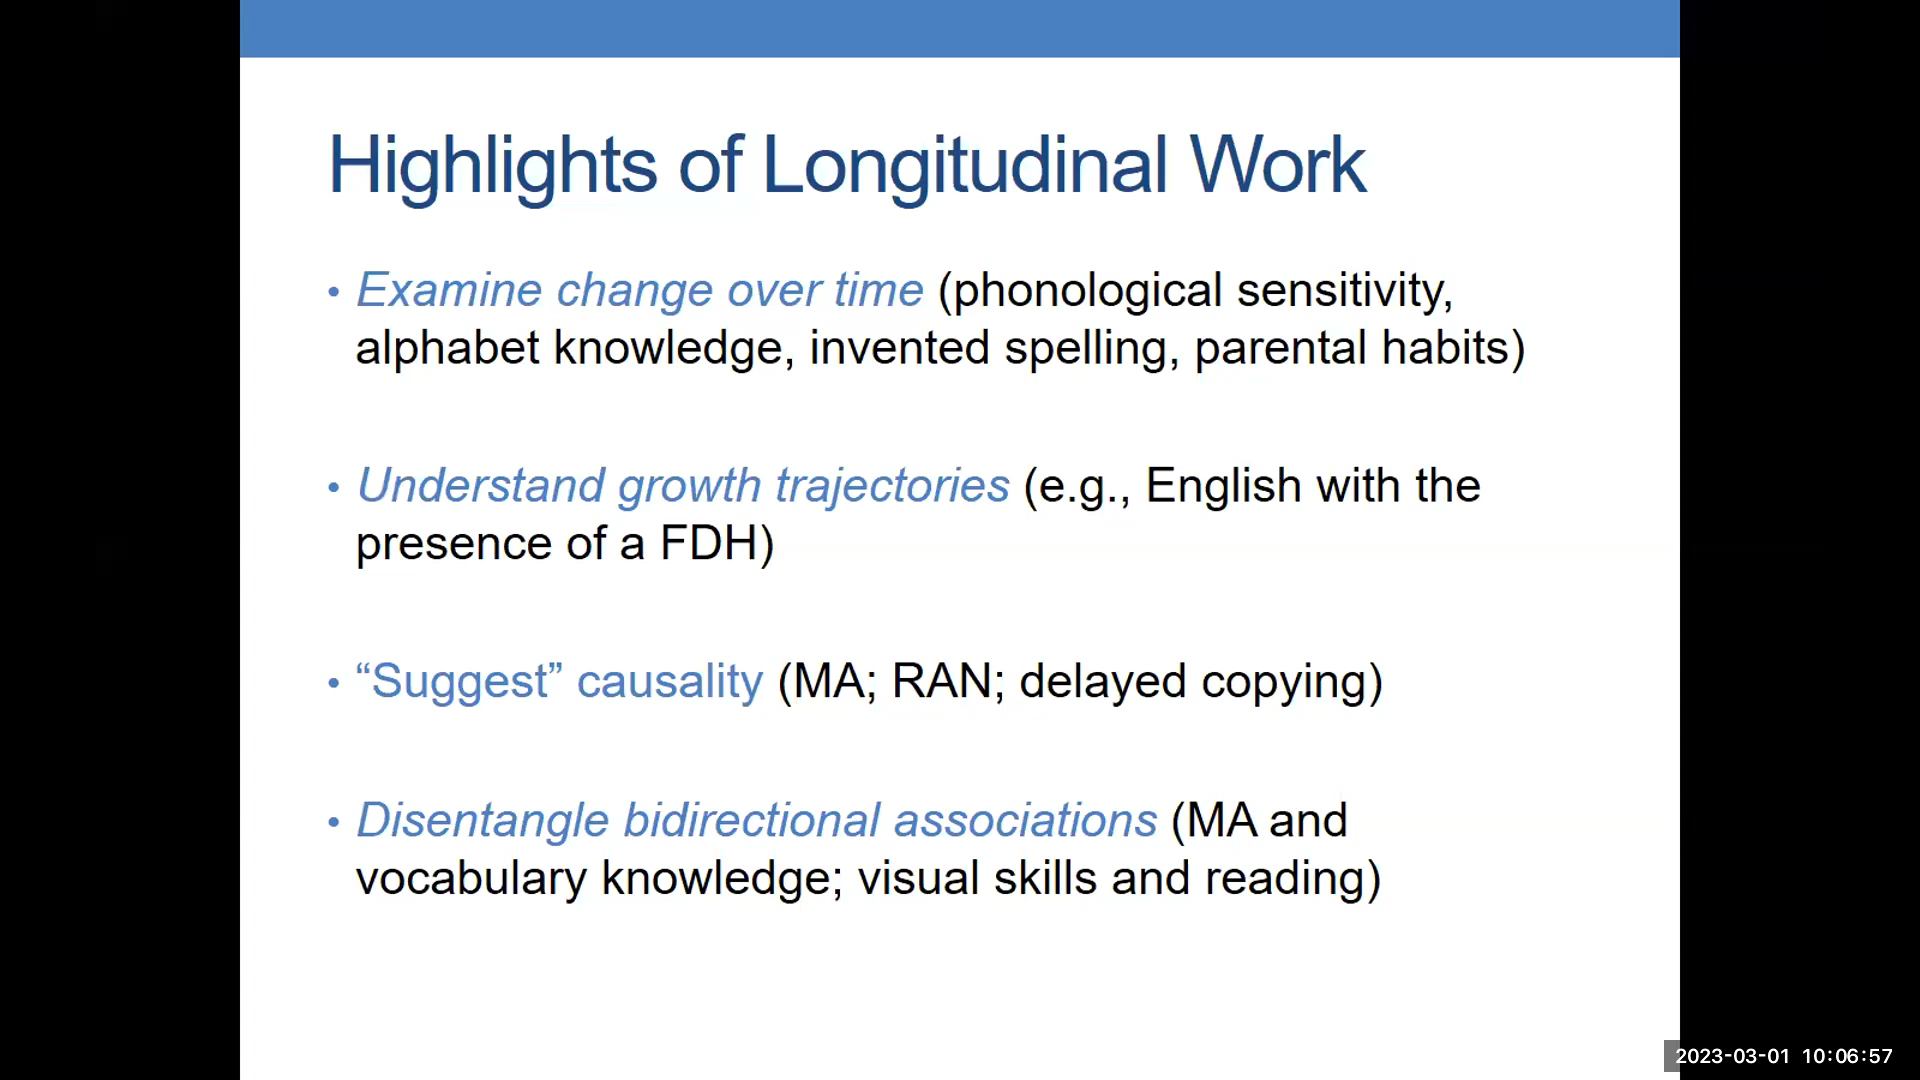 Highlights of Longitudinal Work
• Examine change over time (phonological sensitivity,
alphabet knowledge, invented spelling, parental habits)
• Understand growth trajectories (e.g., English with the
presence of a FDH)
• “Suggest” causality (MA; RAN; delayed copying)
• Disentangle bidirectional associations (MA and
vocabulary knowledge; visual skills and reading)
2023-03-01 10:06:57